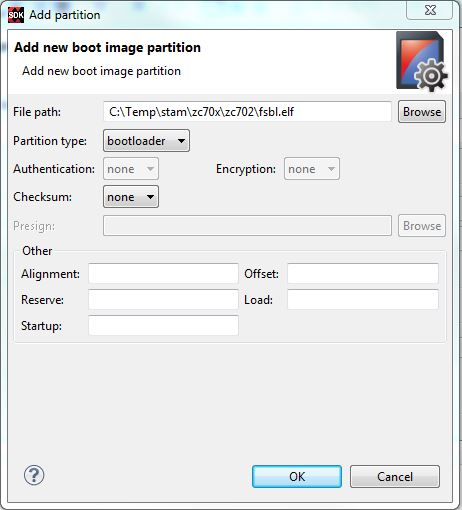 SDK Add partition
Add new boot image partition
Add new boot image partition
File path: C:\Temp\stam\zc70x\zc702\fsbl.elf Browse
Partition type: bootloader
Authentication: none Encryption: none
Checksum: none
Presign: Browse
Other
Alignment: Offset:
Reserve: Load:
Startup:
? OK Cancel